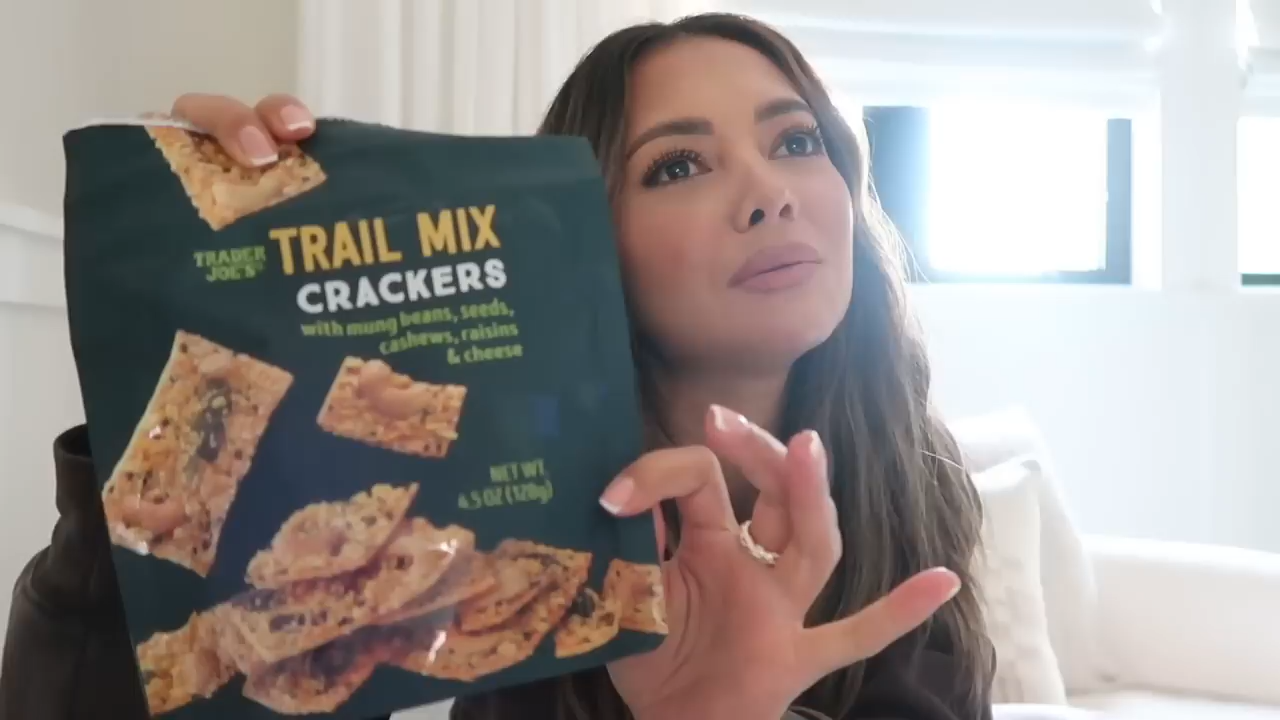 TRADER
JOE'S
TRAIL MIX
CRACKERS
with mung beans, seeds,
cashews, raisins
& cheese
NET WT.
4.5 OZ (128g)